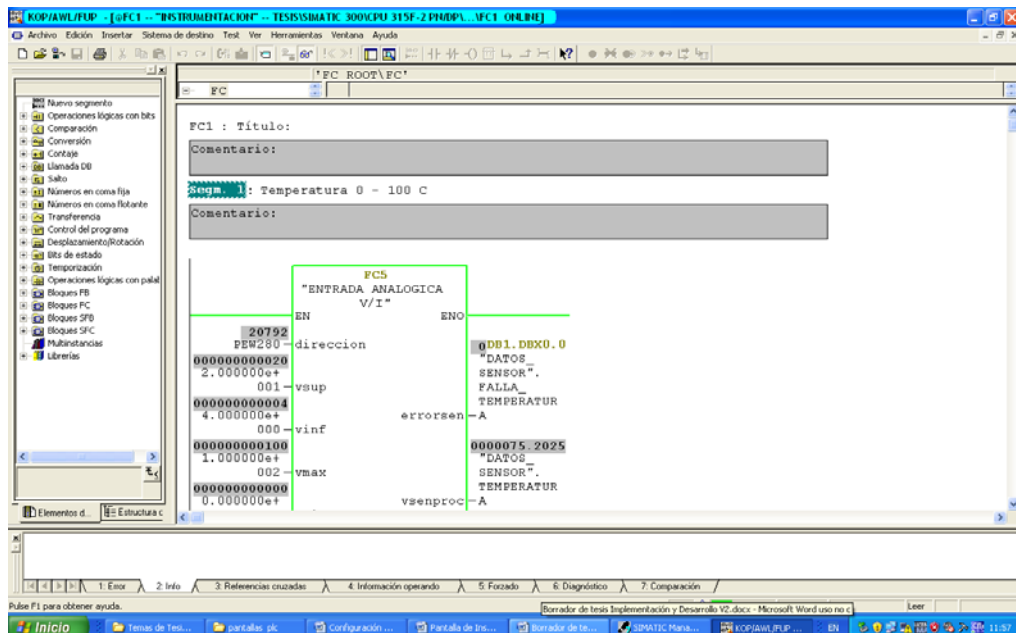 KOP/AWL/FUP - [@FC1 -- "INSTRUMENTACION" -- TESIS\SIMATIC 300\CPU 315F-2 PN/DP\...\FC1 ONLINE]
Archivo Edición Insertar Sistema de destino Test Ver Herramientas Ventana Ayuda
'FC ROOT\FC'
FC
Nuevo segmento
Operaciones lógicas con bits
Comparación
Conversión
Contaje
Llamada DB
Salto
Números en coma fija
Números en coma flotante
Transferencia
Control del programa
Desplazamiento/Rotación
Bits de estado
Temporización
Operaciones lógicas con palal
Bloques FB
Bloques FC
Bloques SFB
Bloques SFC
Multinstancias
Librerías
Elementos d...
Estructura c
FC1 : Título:
Comentario:
Segm. 1: Temperatura 0 - 100 C
Comentario:
FC5
"ENTRADA ANALOGICA
V/I"
EN ENO
20792
PEW280 direccion
000000000020
2.000000e+
001 vsup
000000000004
4.000000e+
000 vinf
000000000100
1.000000e+
002 vmax
000000000000
0.000000e+
0 DB1.DBX0.0
"DATOS_
SENSOR".
FALLA_
TEMPERATUR
errorsen A
0000075.2025
"DATOS_
SENSOR".
TEMPERATUR
vsenproc A
1: Error 2: Info 3: Referencias cruzadas 4: Información operando 5: Forzado 6: Diagnóstico 7: Comparación
Pulse F1 para obtener ayuda.
Borrador de tesis Implementación y Desarrollo V2.docx - Microsoft Word uso no c
Leer
Inicio
Temas de Tesi...
pantallas plc
Configuración ...
Pantalla de Ins...
Borrador de te...
SIMATIC Mana...
KOP/AWL/FUP ...
EN
11:57